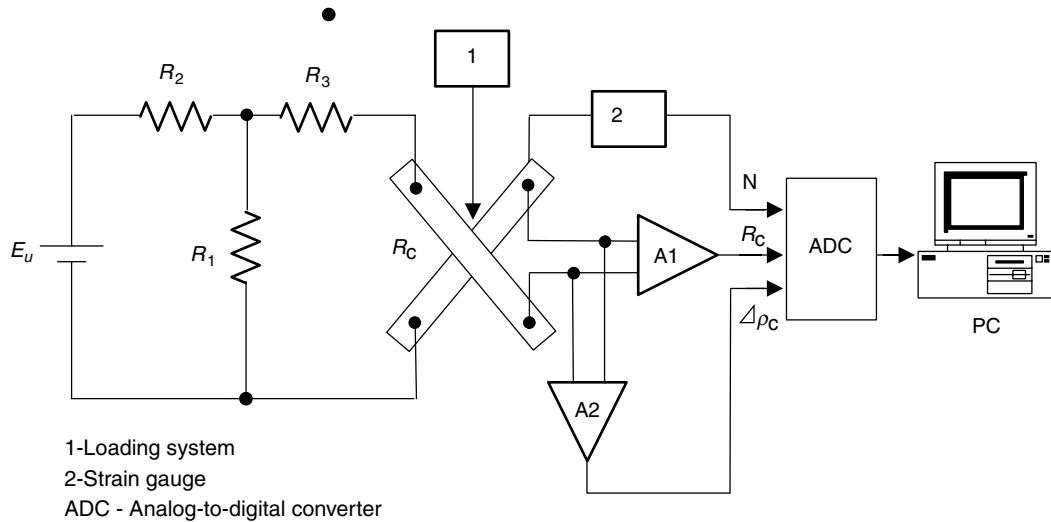 1
R2
R3
2
N
Eu
R1
RC
A1
Rc
ADC
ΔρC
PC
A2
1-Loading system
2-Strain gauge
ADC - Analog-to-digital converter